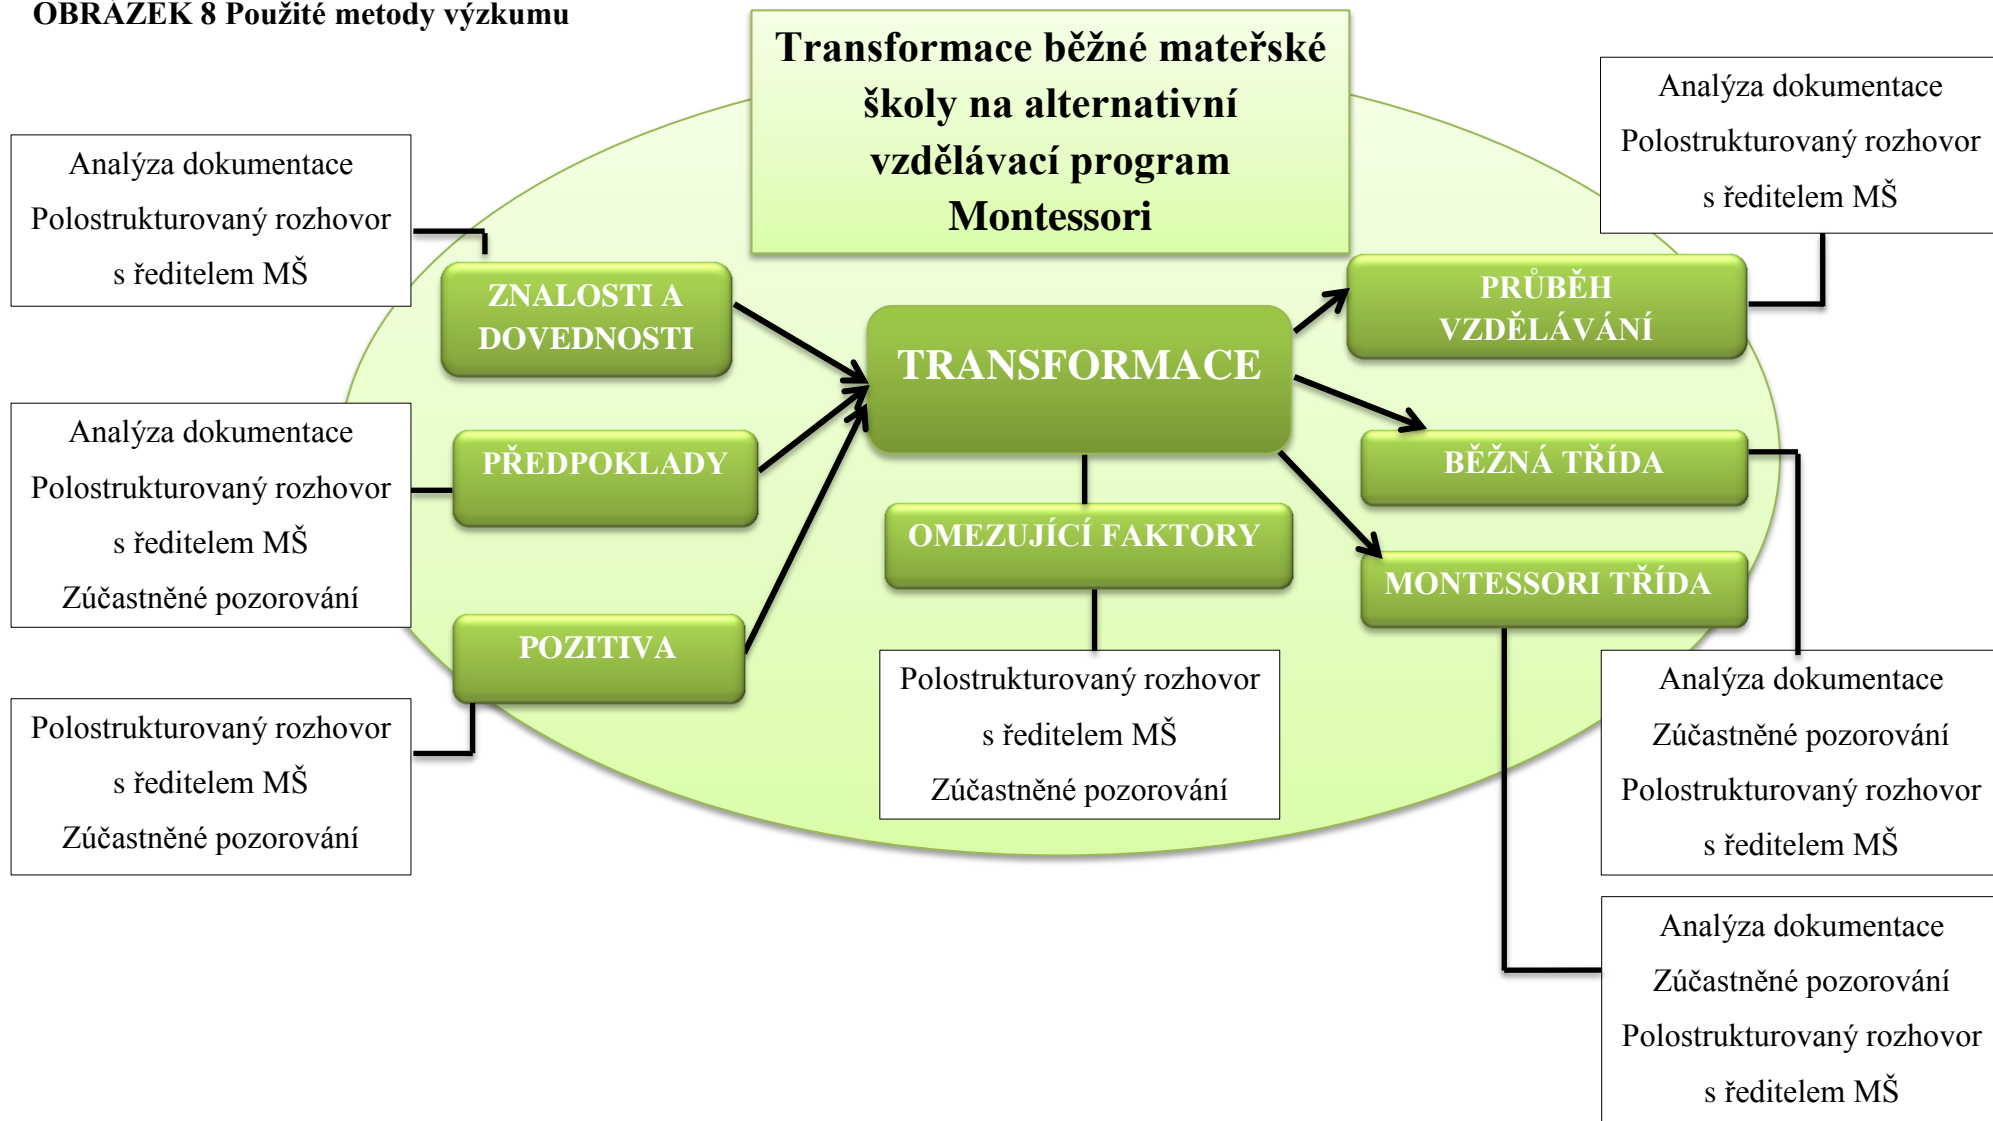 OBRÁZEK 8 Použité metody výzkumu
Transformace běžné mateřské
školy na alternativní
vzdělávací program
Montessori
Analýza dokumentace
Polostrukturovaný rozhovor
s ředitelem MŠ
Analýza dokumentace
Polostrukturovaný rozhovor
s ředitelem MŠ
ZNALOSTI A
DOVEDNOSTI
TRANSFORMACE
PRŮBĚH
VZDĚLÁVÁNÍ
Analýza dokumentace
Polostrukturovaný rozhovor
s ředitelem MŠ
Zúčastněné pozorování
PŘEDPOKLADY
BĚŽNÁ TŘÍDA
OMEZUJÍCÍ FAKTORY
MONTESSORI TŘÍDA
POZITIVA
Polostrukturovaný rozhovor
s ředitelem MŠ
Zúčastněné pozorování
Polostrukturovaný rozhovor
s ředitelem MŠ
Zúčastněné pozorování
Analýza dokumentace
Zúčastněné pozorování
Polostrukturovaný rozhovor
s ředitelem MŠ
Analýza dokumentace
Zúčastněné pozorování
Polostrukturovaný rozhovor
s ředitelem MŠ